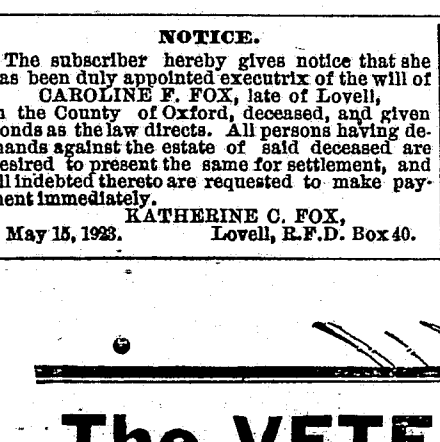 NOTICE.
The subscriber hereby gives notice that she
as been duly appointed executrix of the will of
CAROLINE F. FOX, late of Lovell,
n the County of Oxford, deceased, and given
onds as the law directs. All persons having de-
mands against the estate of said deceased are
esired to present the same for settlement, and
ll indebted thereto are requested to make pay-
ment immediately.
KATHERINE C. FOX,
May 15, 1923. Lovell, R.F.D. Box 40.
The VETE